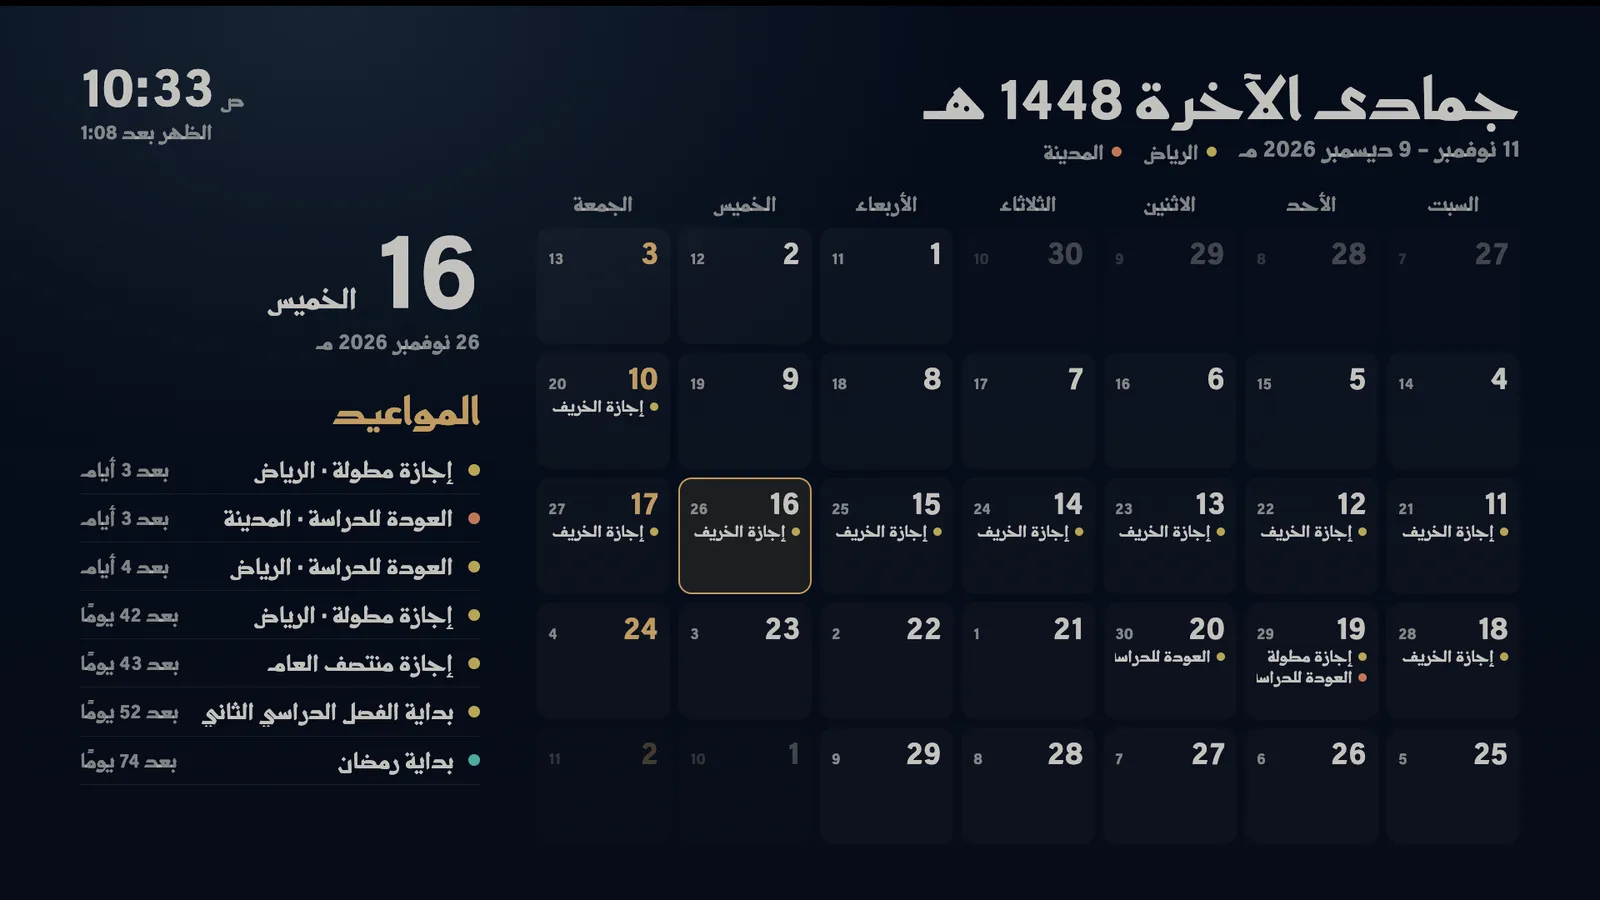 جمادى الآخرة 1448 هـ
11 نوفمبر – 9 ديسمبر 2026 مـ • الرياض • المدينة
10:33 ص
الظهر بعد 1:08
السبت الأحد الاثنين الثلاثاء الأربعاء الخميس الجمعة
27 7 28 8 29 9 30 10 1 11 2 12 3 13
4 14 5 15 6 16 7 17 8 18 9 19 10 20
إجازة الخريف
11 21 12 22 13 23 14 24 15 25 16 26 17 27
إجازة الخريف إجازة الخريف إجازة الخريف إجازة الخريف إجازة الخريف إجازة الخريف إجازة الخريف
18 28 19 29 20 30 21 1 22 2 23 3 24 4
إجازة الخريف إجازة مطولة العودة للدراس
العودة للدراس
25 5 26 6 27 7 28 8 29 9 1 10 2 11
16 الخميس
26 نوفمبر 2026 مـ
المواعيد
إجازة مطولة · الرياض بعد 3 أيام
العودة للدراسة · المدينة بعد 3 أيام
العودة للدراسة · الرياض بعد 4 أيام
إجازة مطولة · الرياض بعد 42 يومًا
إجازة منتصف العام بعد 43 يومًا
بداية الفصل الدراسي الثاني بعد 52 يومًا
بداية رمضان بعد 74 يومًا